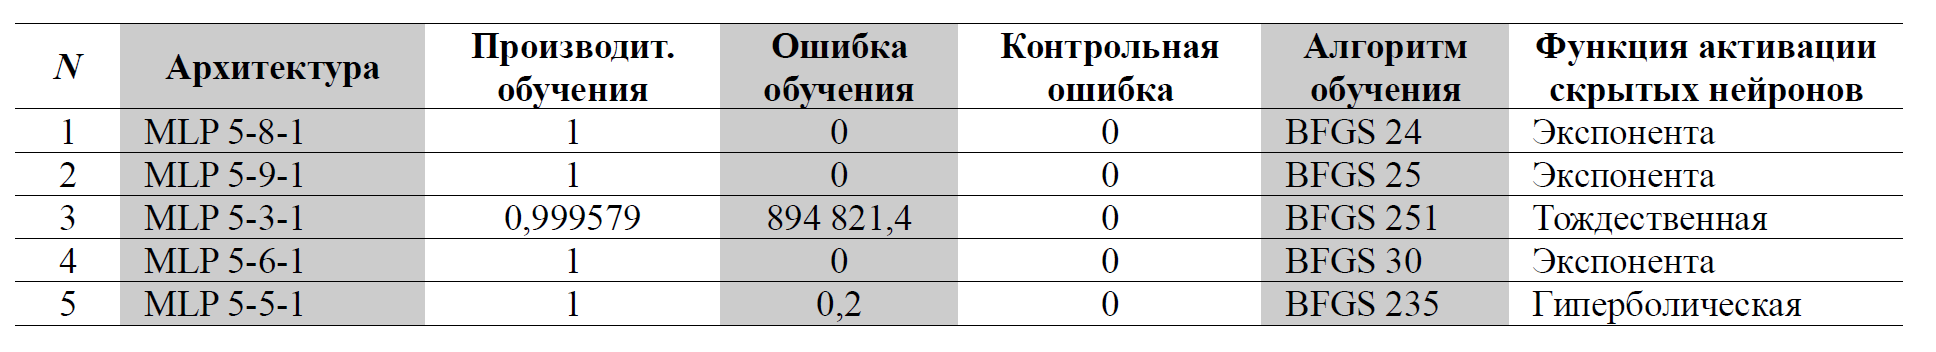 N Архитектура Производит. обучения Ошибка обучения Контрольная ошибка Алгоритм обучения Функция активации скрытых нейронов
1 MLP 5-8-1 1 0 0 BFGS 24 Экспонента
2 MLP 5-9-1 1 0 0 BFGS 25 Экспонента
3 MLP 5-3-1 0,999579 894 821,4 0 BFGS 251 Тождественная
4 MLP 5-6-1 1 0 0 BFGS 30 Экспонента
5 MLP 5-5-1 1 0,2 0 BFGS 235 Гиперболическая